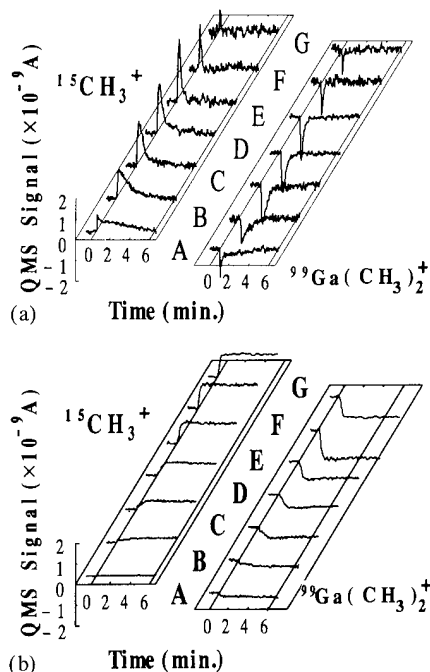 QMS Signal (×10⁻⁹A)
¹⁵CH₃⁺
G
F
E
D
C
B
A
2
1
0
−1
−2
0 2 4 6
0 2 4 6
⁹⁹Ga(CH₃)₂⁺
(a)
Time (min.)
QMS Signal (×10⁻⁹A)
¹⁵CH₃⁺
G
F
E
D
C
B
A
2
1
0
−1
−2
0 2 4 6
0 2 4 6
⁹⁹Ga(CH₃)₂⁺
(b)
Time (min.)